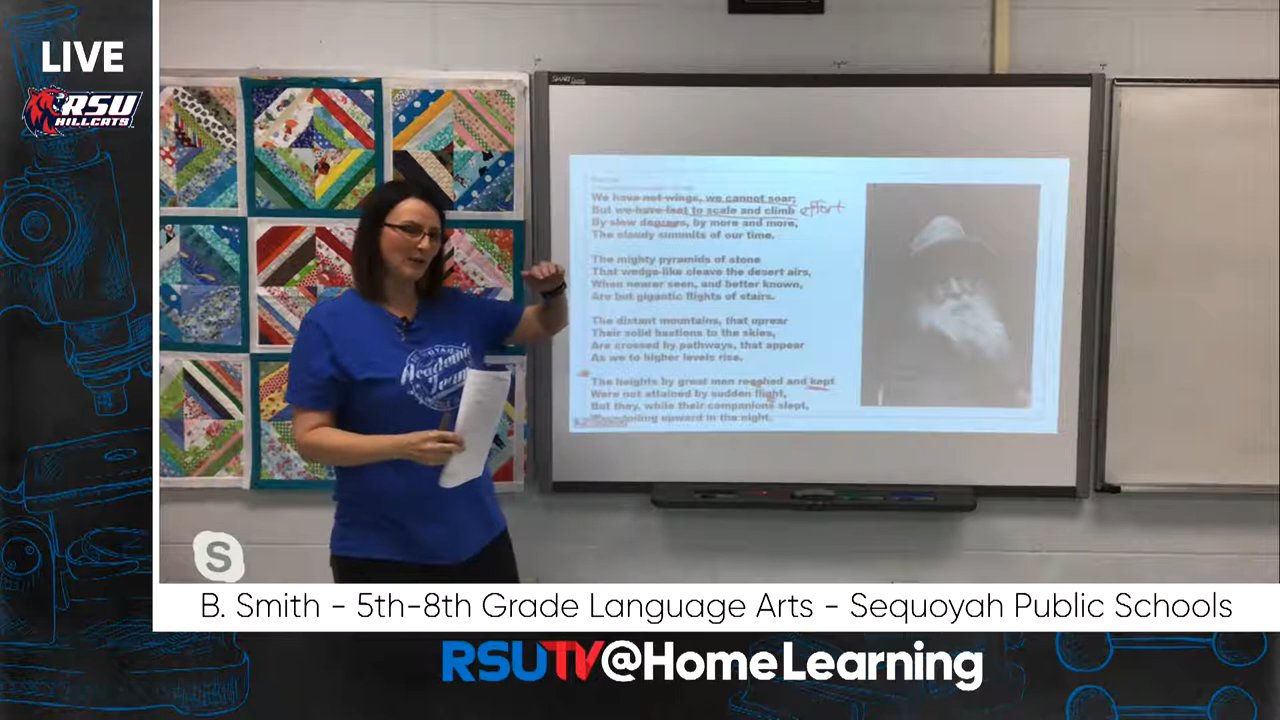 LIVE
RSU
HILLCATS
SMART
We have not wings, we cannot soar;
But we have feet to scale and climb effort
By slow degrees, by more and more,
The cloudy summits of our time.
The mighty pyramids of stone
That wedge-like cleave the desert airs,
When nearer seen, and better known,
Are but gigantic flights of stairs.
The distant mountains, that uprear
Their solid bastions to the skies,
Are crossed by pathways, that appear
As we to higher levels rise.
The heights by great men reached and kept
Were not attained by sudden flight,
But they, while their companions slept,
upward in the night.
Academic
Team
S
B. Smith - 5th-8th Grade Language Arts - Sequoyah Public Schools
RSUTV@HomeLearning